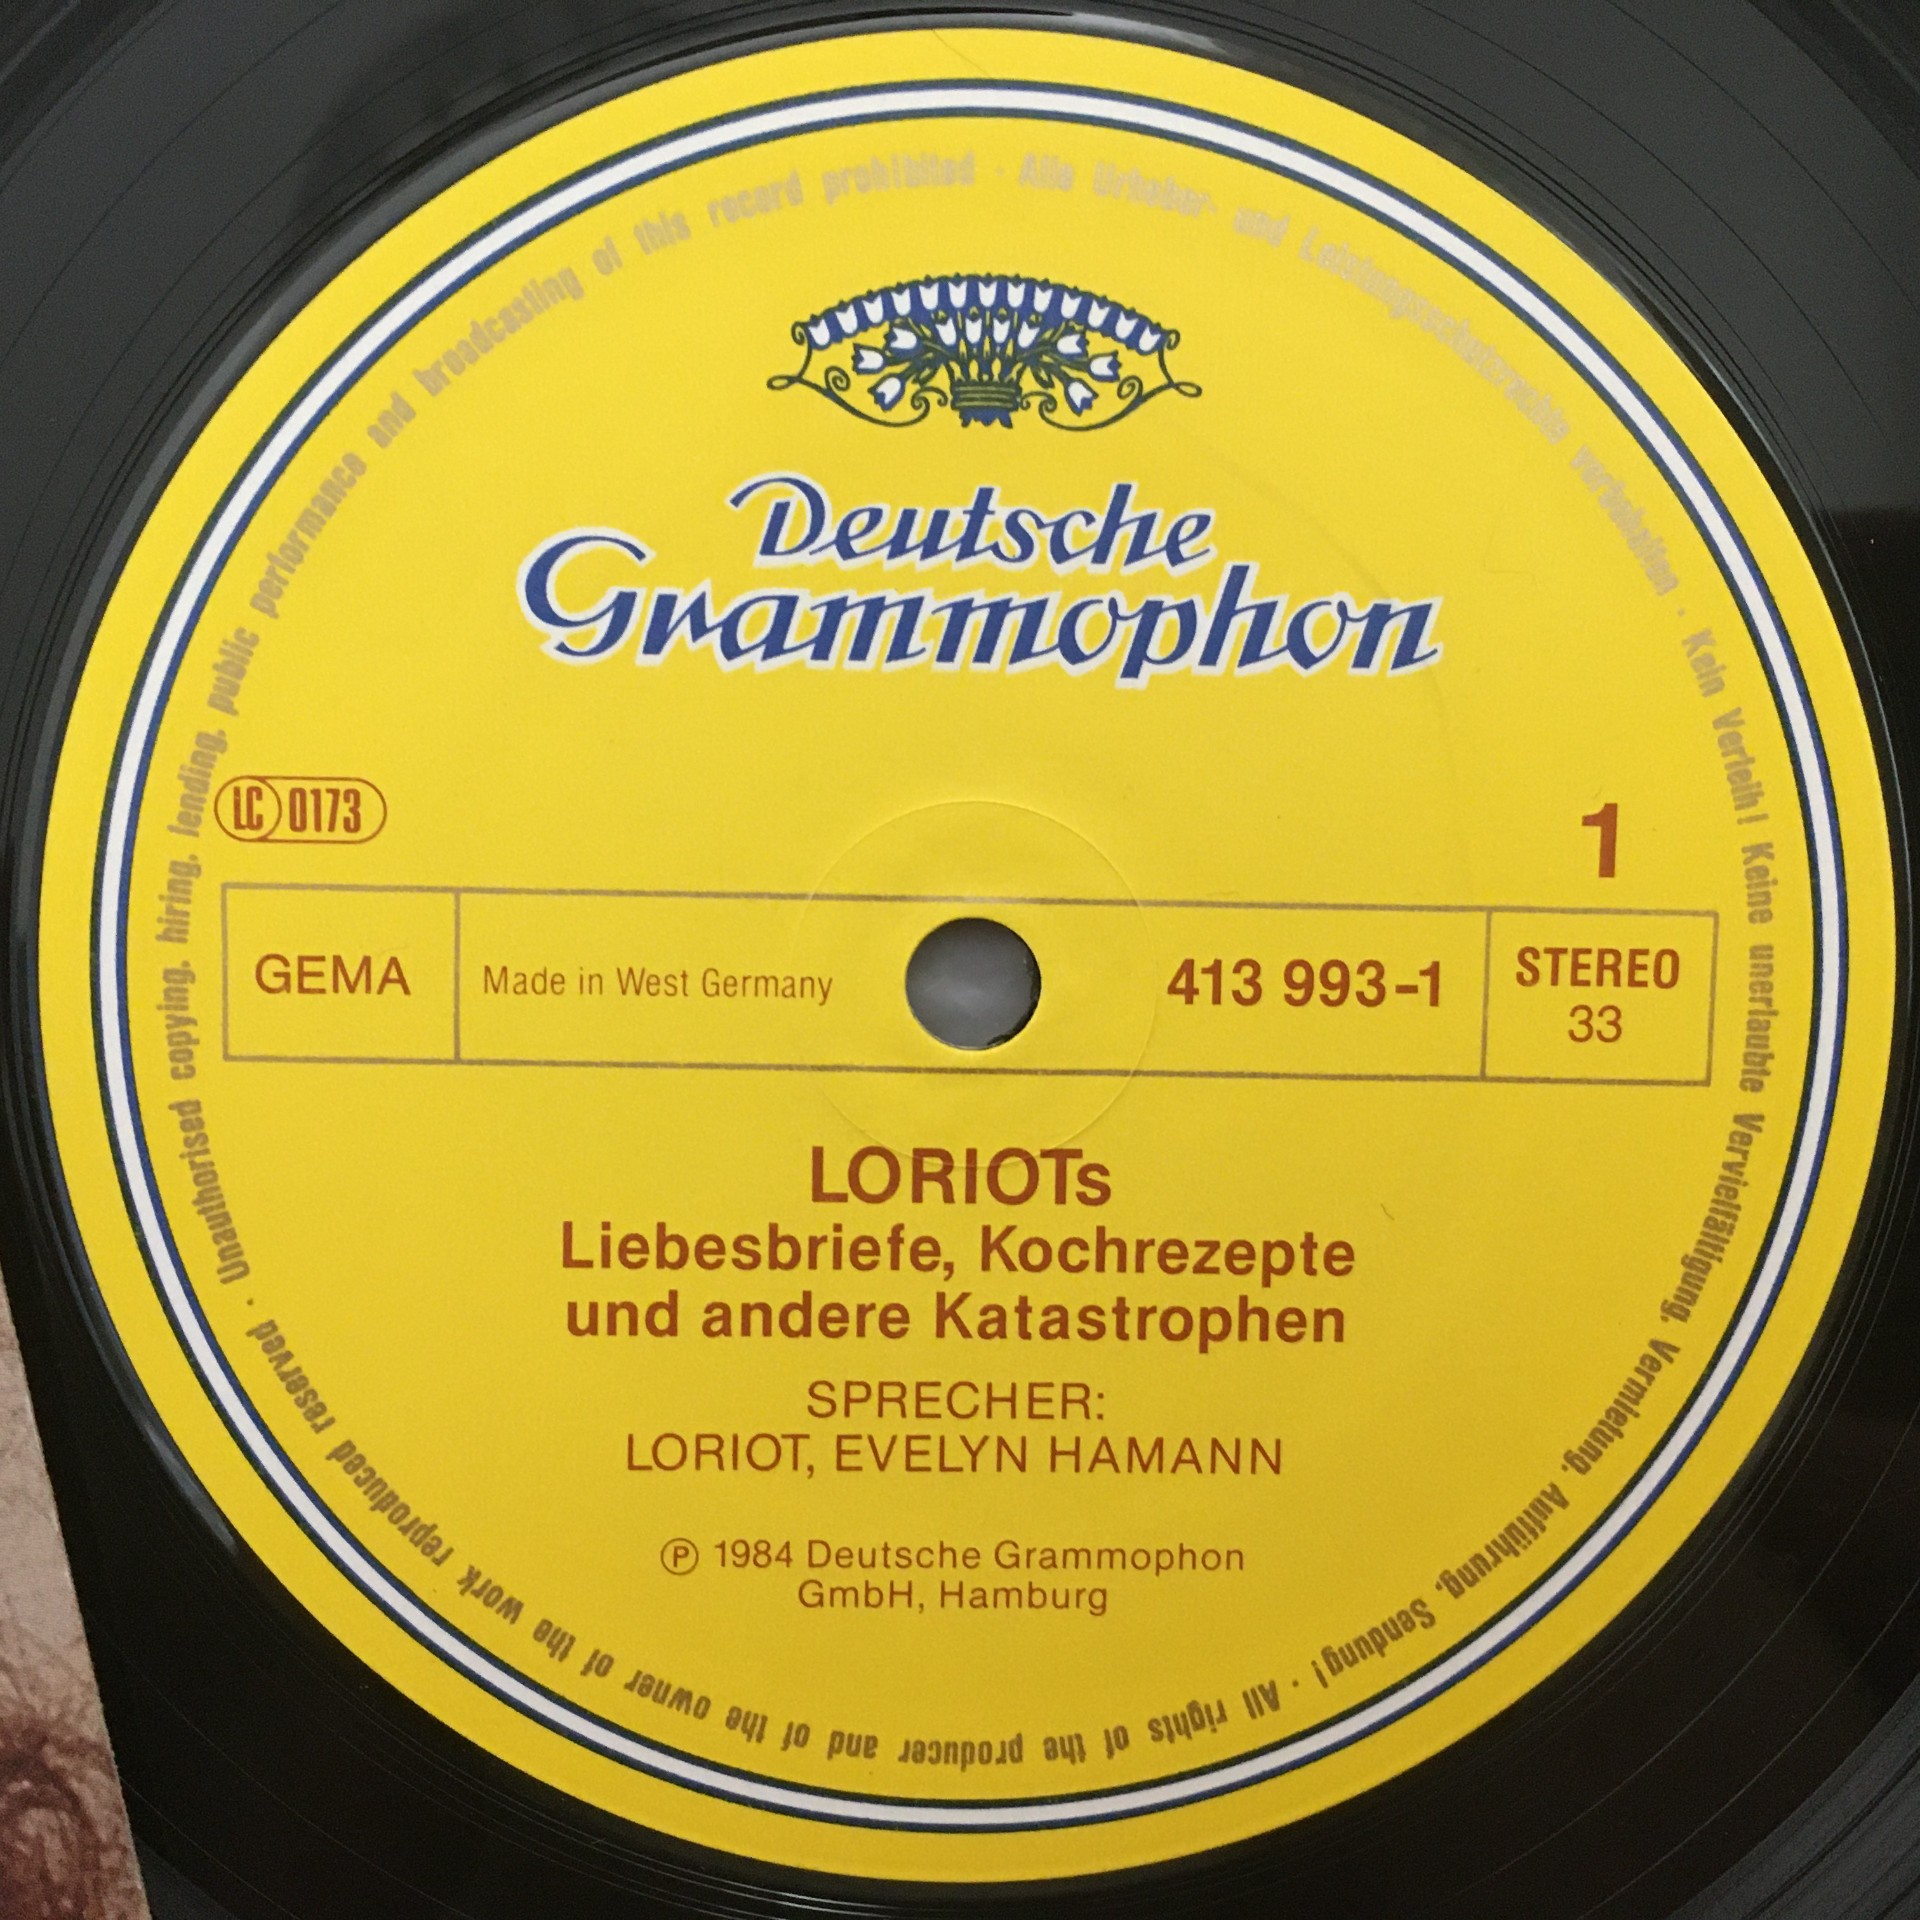 Deutsche
Grammophon
LC 0173
1
GEMA
Made in West Germany
413 993-1
STEREO
33
LORIOTs
Liebesbriefe, Kochrezepte
und andere Katastrophen
SPRECHER:
LORIOT, EVELYN HAMANN
℗ 1984 Deutsche Grammophon
GmbH, Hamburg
Alle Urheber- und Leistungsschutzrechte vorbehalten · Kein Verleih! Keine unerlaubte Vervielfältigung, Vermietung, Aufführung, Sendung! · All rights of the producer and of the owner of the work reproduced reserved · Unauthorised copying, hiring, lending, public performance and broadcasting of this record prohibited ·